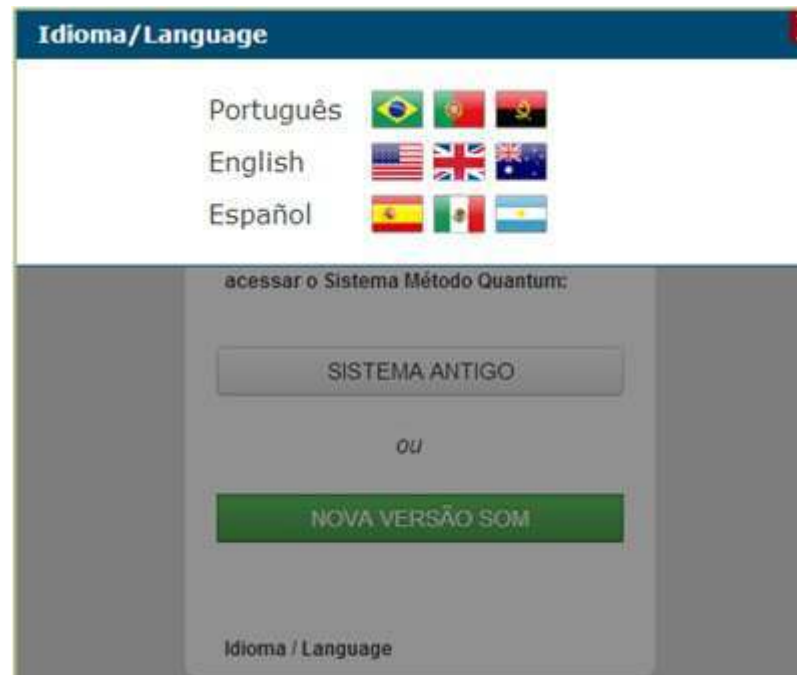 Idioma/Language
Português
English
Español
acessar o Sistema Método Quantum:
SISTEMA ANTIGO
ou
NOVA VERSÃO SOM
Idioma / Language